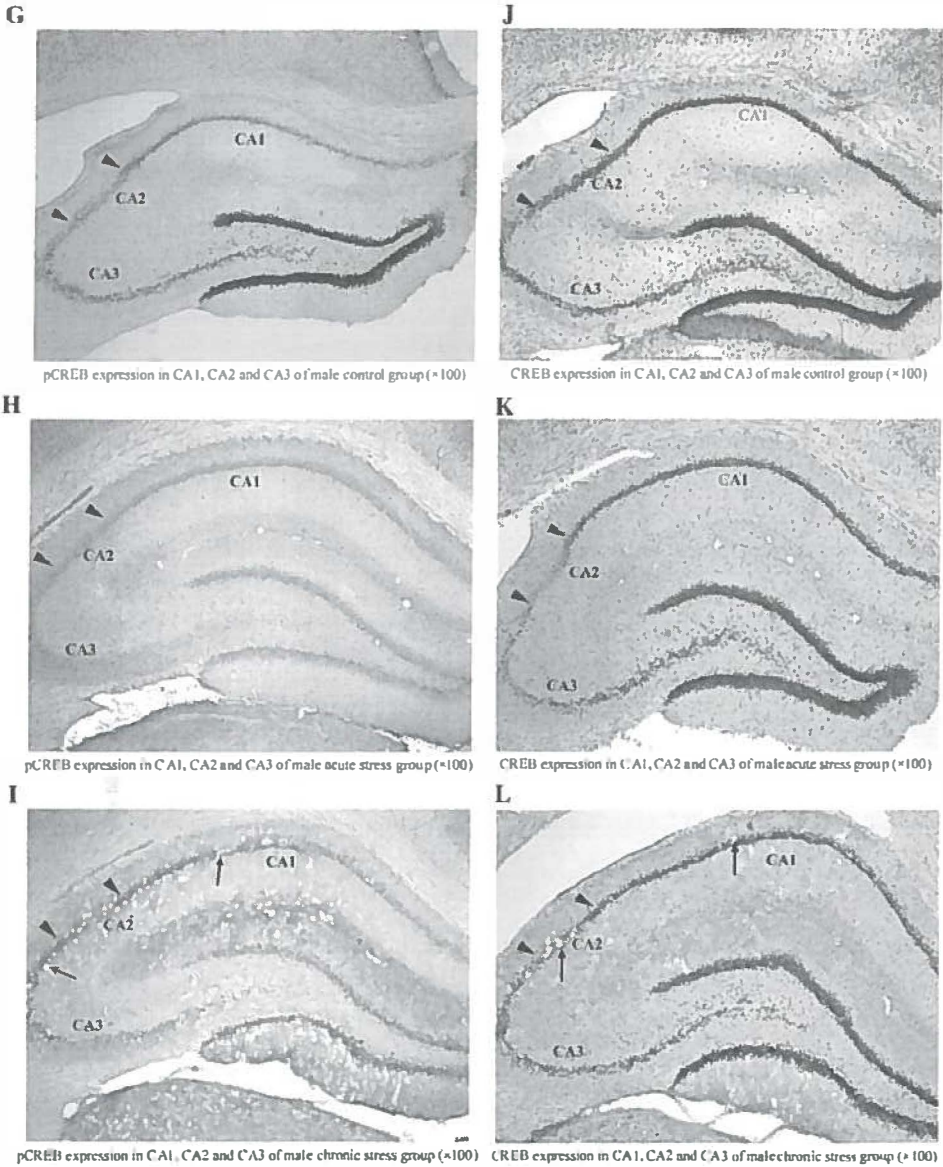 G
CA1
CA2
CA3
pCREB expression in CA1, CA2 and CA3 of male control group (×100)
J
CA1
CA2
CA3
CREB expression in CA1, CA2 and CA3 of male control group (×100)
H
CA1
CA2
CA3
pCREB expression in CA1, CA2 and CA3 of male acute stress group (×100)
K
CA1
CA2
CA3
CREB expression in CA1, CA2 and CA3 of male acute stress group (×100)
I
CA1
CA2
CA3
pCREB expression in CA1, CA2 and CA3 of male chronic stress group (×100)
L
CA1
CA2
CA3
CREB expression in CA1, CA2 and CA3 of male chronic stress group (×100)